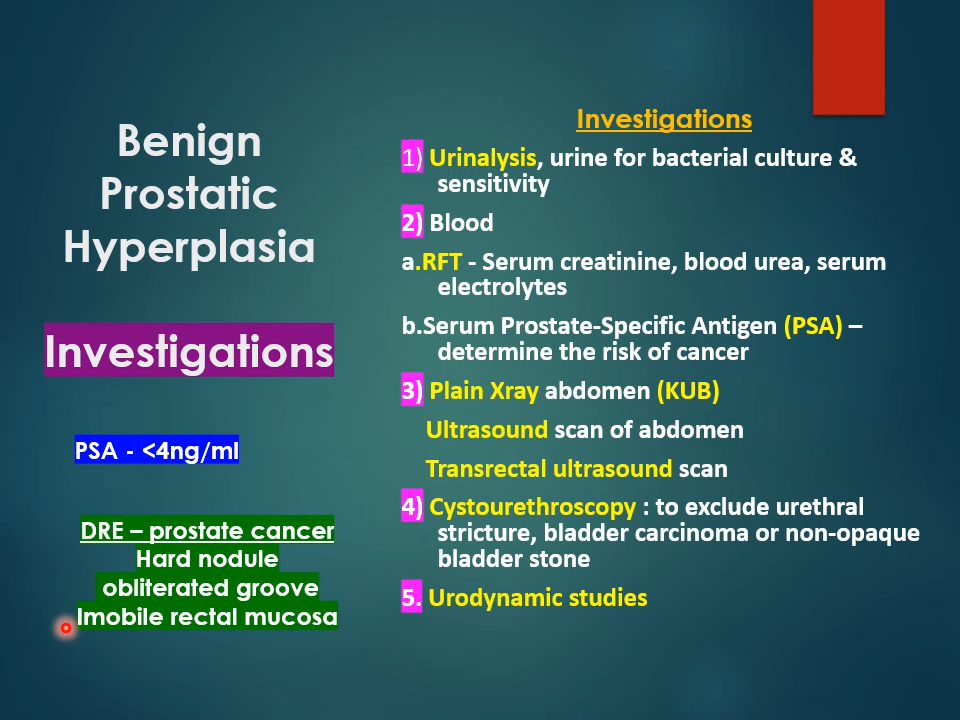 Benign
Prostatic
Hyperplasia
Investigations
PSA - <4ng/ml
DRE – prostate cancer
Hard nodule
obliterated groove
Imobile rectal mucosa
Investigations
1) Urinalysis, urine for bacterial culture &
sensitivity
2) Blood
a.RFT - Serum creatinine, blood urea, serum
electrolytes
b.Serum Prostate-Specific Antigen (PSA) –
determine the risk of cancer
3) Plain Xray abdomen (KUB)
Ultrasound scan of abdomen
Transrectal ultrasound scan
4) Cystourethroscopy : to exclude urethral
stricture, bladder carcinoma or non-opaque
bladder stone
5. Urodynamic studies